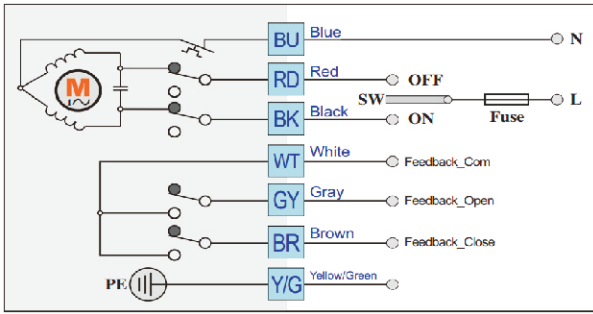 BU Blue N
RD Red OFF
SW Fuse L
M
BK Black ON
WT White Feedback_Com
GY Gray Feedback_Open
BR Brown Feedback_Close
PE Y/G Yellow/Green